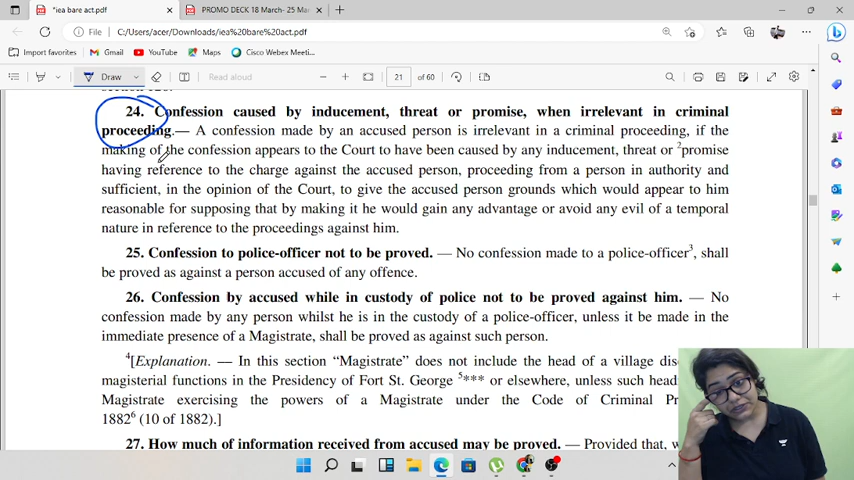 *iea bare act.pdf
PROMO DECK 18 March- 25 Mar
File
C:/Users/acer/Downloads/iea%20bare%20act.pdf
Import favorites
Gmail
YouTube
Maps
Cisco Webex Meeting...
Draw
Read aloud
21
of 60
24. Confession caused by inducement, threat or promise, when irrelevant in criminal
proceeding.— A confession made by an accused person is irrelevant in a criminal proceeding, if the
making of the confession appears to the Court to have been caused by any inducement, threat or ²promise
having reference to the charge against the accused person, proceeding from a person in authority and
sufficient, in the opinion of the Court, to give the accused person grounds which would appear to him
reasonable for supposing that by making it he would gain any advantage or avoid any evil of a temporal
nature in reference to the proceedings against him.
25. Confession to police-officer not to be proved. — No confession made to a police-officer³, shall
be proved as against a person accused of any offence.
26. Confession by accused while in custody of police not to be proved against him. — No
confession made by any person whilst he is in the custody of a police-officer, unless it be made in the
immediate presence of a Magistrate, shall be proved as against such person.
⁴[Explanation. — In this section “Magistrate” does not include the head of a village
magisterial functions in the Presidency of Fort St. George ⁵*** or elsewhere, unless such
Magistrate exercising the powers of a Magistrate under the Code of Criminal
1882⁶ (10 of 1882).]
27. How much of information received from accused may be proved. — Provided that,